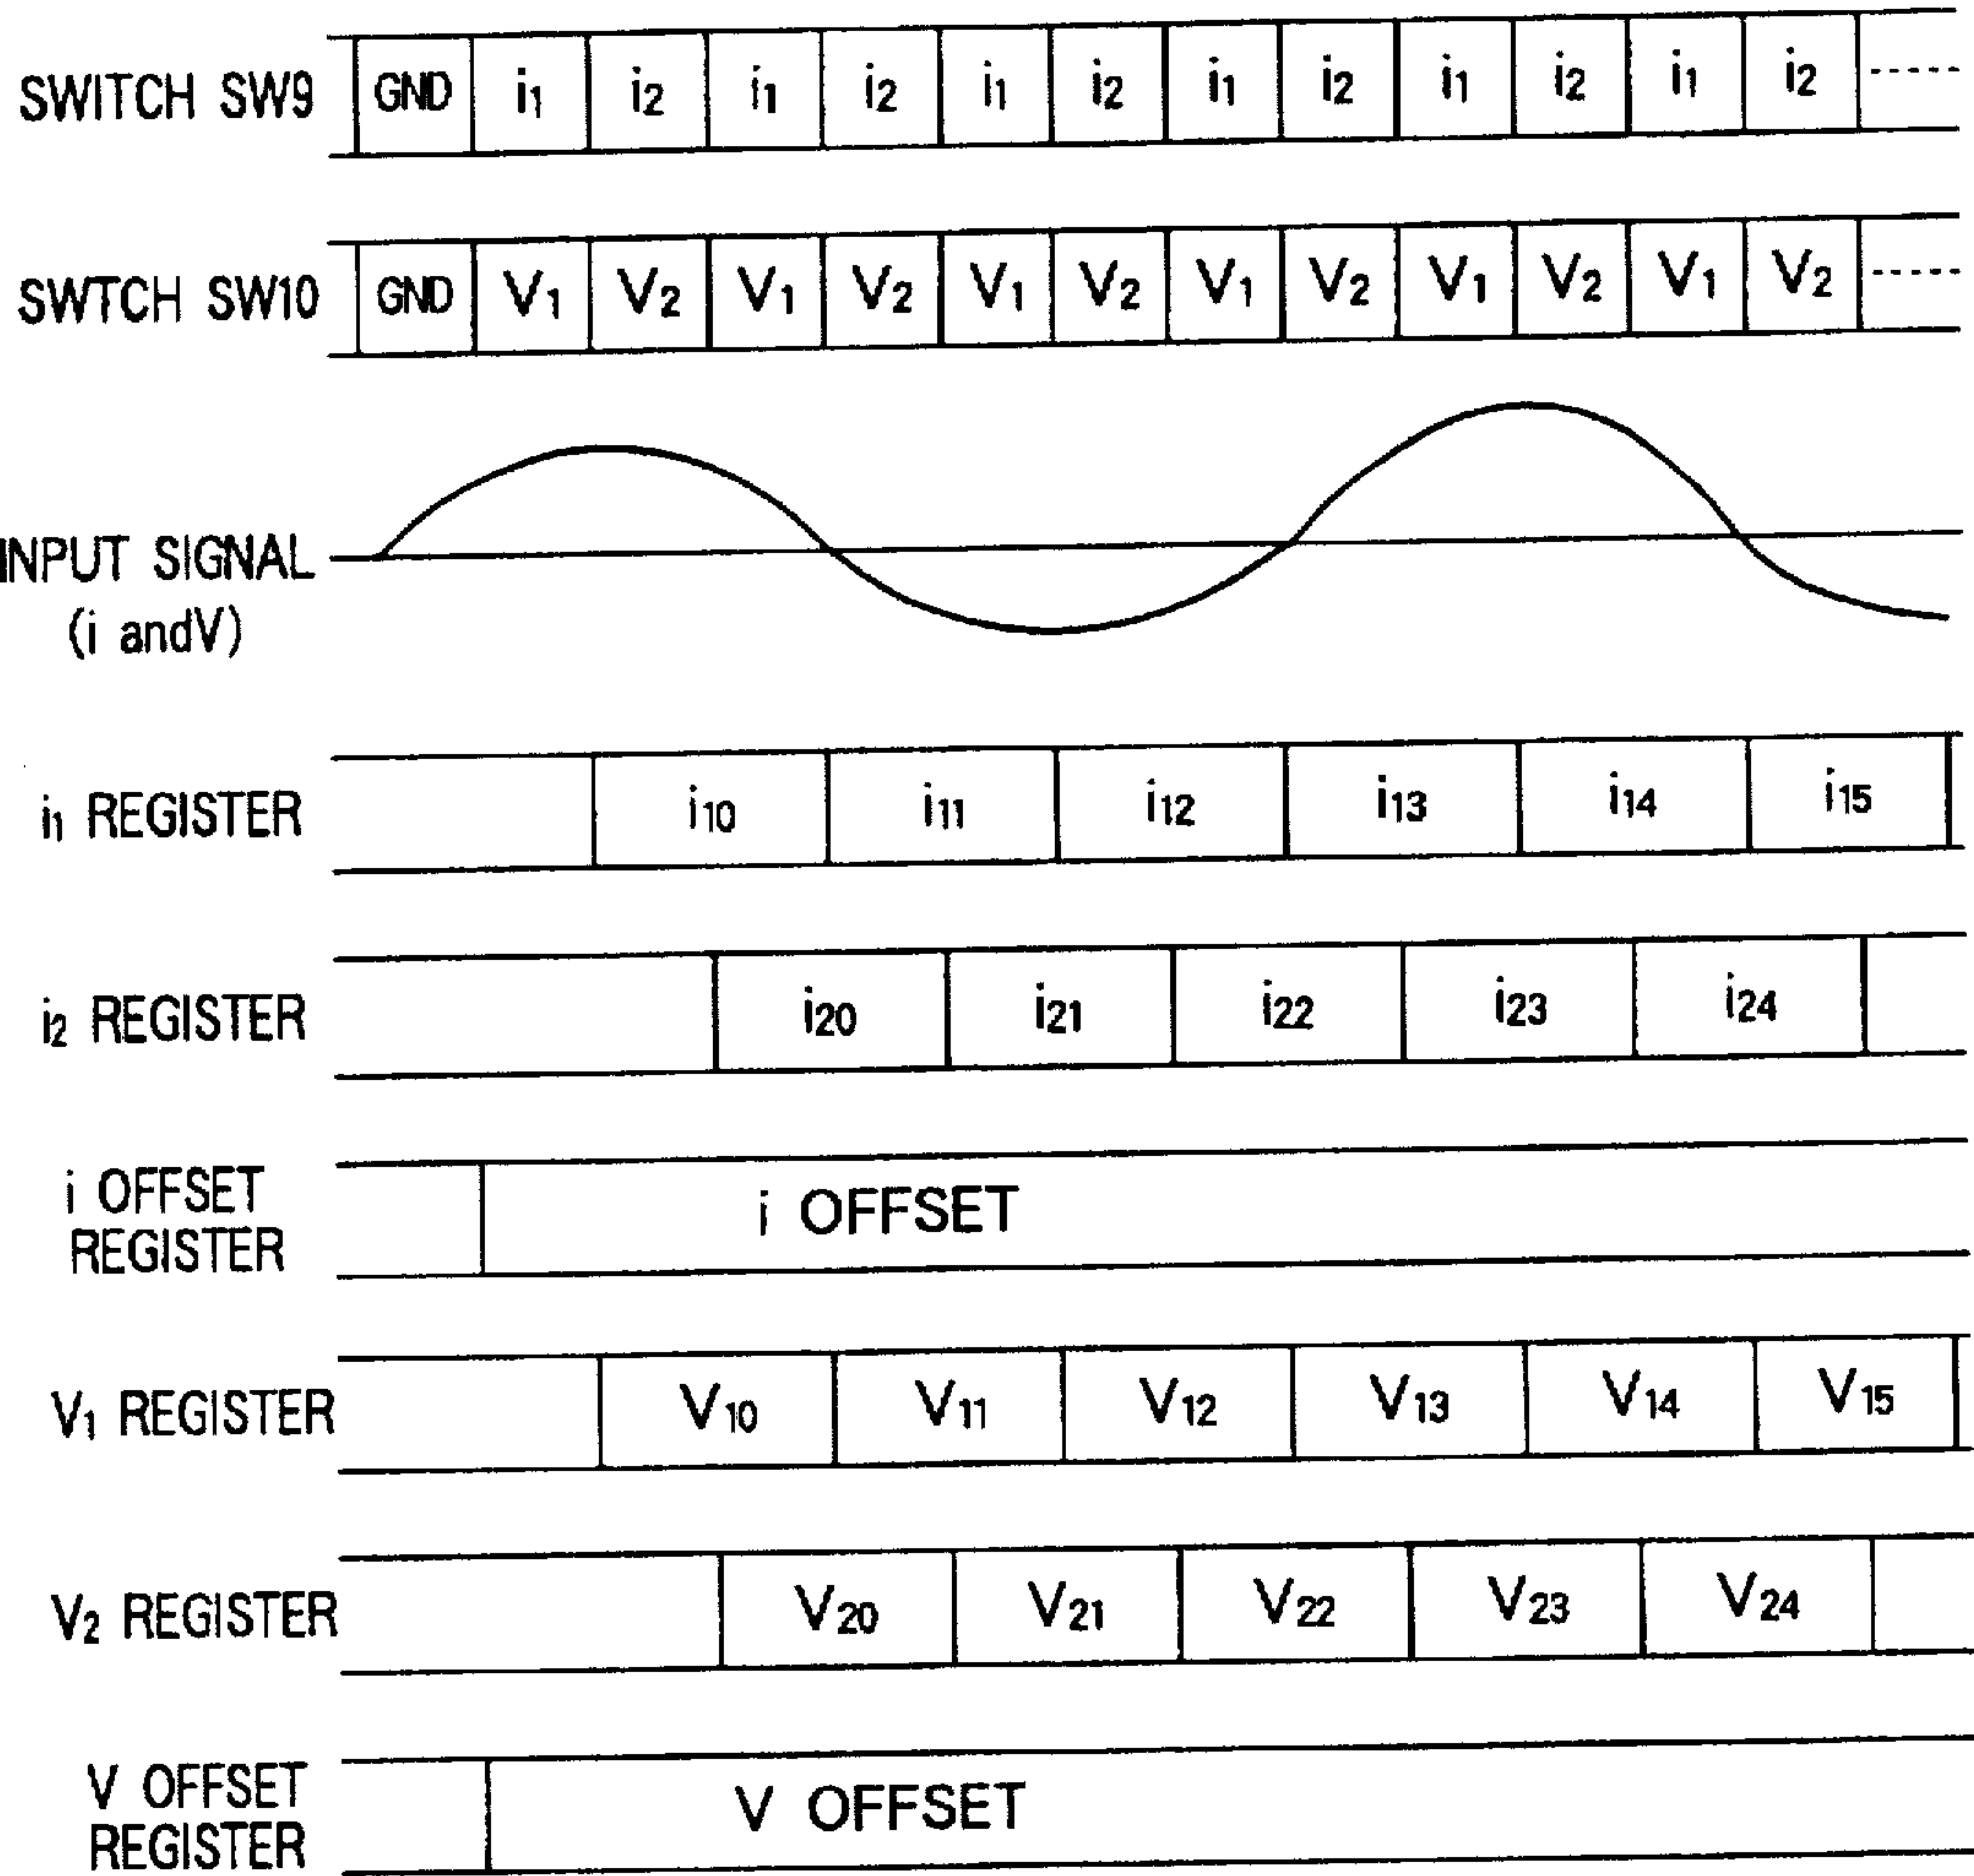 SWITCH SW9 GND i₁ i₂ i₁ i₂ i₁ i₂ i₁ i₂ i₁ i₂ i₁ i₂
SWTCH SW10 GND V₁ V₂ V₁ V₂ V₁ V₂ V₁ V₂ V₁ V₂ V₁ V₂
INPUT SIGNAL
(i andV)
i₁ REGISTER i₁₀ i₁₁ i₁₂ i₁₃ i₁₄ i₁₅
i₂ REGISTER i₂₀ i₂₁ i₂₂ i₂₃ i₂₄
i OFFSET
REGISTER
i OFFSET
V₁ REGISTER V₁₀ V₁₁ V₁₂ V₁₃ V₁₄ V₁₅
V₂ REGISTER V₂₀ V₂₁ V₂₂ V₂₃ V₂₄
V OFFSET
REGISTER
V OFFSET